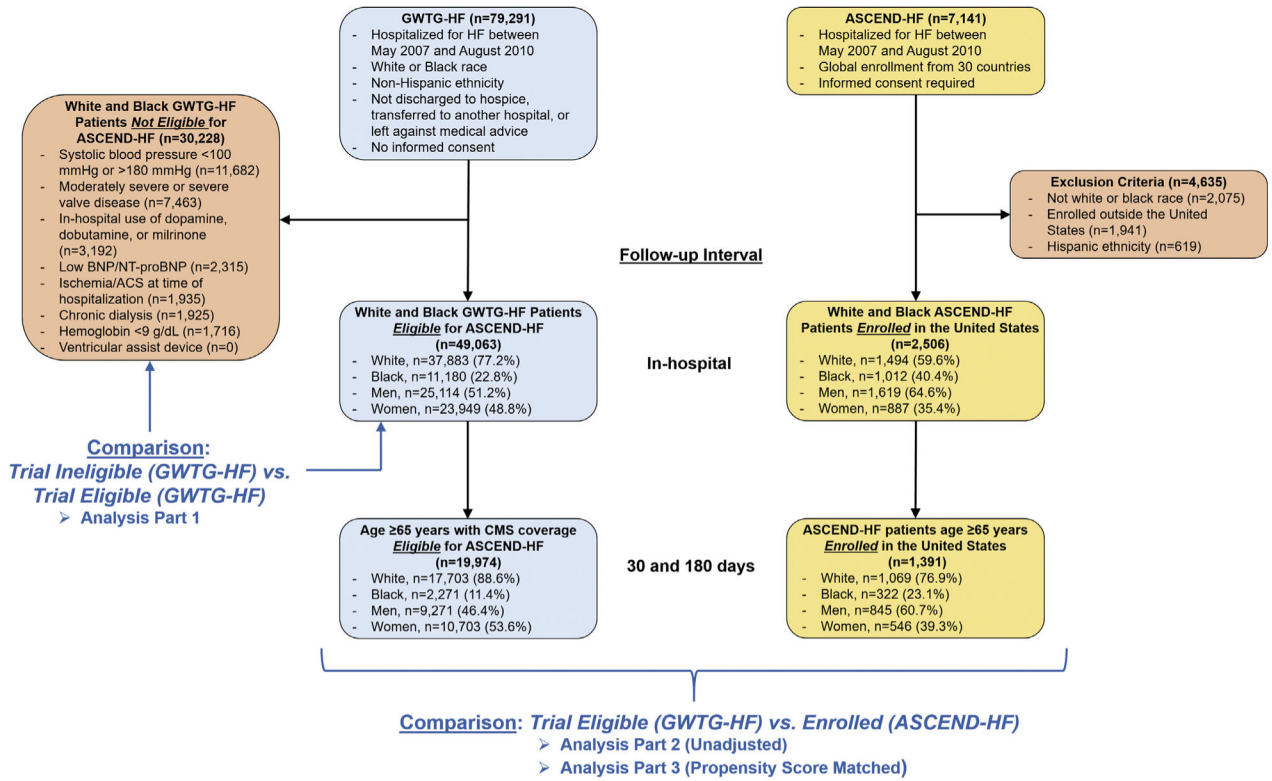 GWTG-HF (n=79,291)
- Hospitalized for HF between
May 2007 and August 2010
- White or Black race
- Non-Hispanic ethnicity
- Not discharged to hospice,
transferred to another hospital, or
left against medical advice
- No informed consent
ASCEND-HF (n=7,141)
- Hospitalized for HF between
May 2007 and August 2010
- Global enrollment from 30 countries
- Informed consent required
White and Black GWTG-HF
Patients Not Eligible for
ASCEND-HF (n=30,228)
- Systolic blood pressure <100
mmHg or >180 mmHg (n=11,682)
- Moderately severe or severe
valve disease (n=7,463)
- In-hospital use of dopamine,
dobutamine, or milrinone
(n=3,192)
- Low BNP/NT-proBNP (n=2,315)
- Ischemia/ACS at time of
hospitalization (n=1,935)
- Chronic dialysis (n=1,925)
- Hemoglobin <9 g/dL (n=1,716)
- Ventricular assist device (n=0)
Exclusion Criteria (n=4,635)
- Not white or black race (n=2,075)
- Enrolled outside the United
States (n=1,941)
- Hispanic ethnicity (n=619)
Follow-up Interval
White and Black GWTG-HF Patients
Eligible for ASCEND-HF
(n=49,063)
- White, n=37,883 (77.2%)
- Black, n=11,180 (22.8%)
- Men, n=25,114 (51.2%)
- Women, n=23,949 (48.8%)
In-hospital
White and Black ASCEND-HF
Patients Enrolled in the United States
(n=2,506)
- White, n=1,494 (59.6%)
- Black, n=1,012 (40.4%)
- Men, n=1,619 (64.6%)
- Women, n=887 (35.4%)
Comparison:
Trial Ineligible (GWTG-HF) vs.
Trial Eligible (GWTG-HF)
➢ Analysis Part 1
Age ≥65 years with CMS coverage
Eligible for ASCEND-HF
(n=19,974)
- White, n=17,703 (88.6%)
- Black, n=2,271 (11.4%)
- Men, n=9,271 (46.4%)
- Women, n=10,703 (53.6%)
30 and 180 days
ASCEND-HF patients age ≥65 years
Enrolled in the United States
(n=1,391)
- White, n=1,069 (76.9%)
- Black, n=322 (23.1%)
- Men, n=845 (60.7%)
- Women, n=546 (39.3%)
Comparison: Trial Eligible (GWTG-HF) vs. Enrolled (ASCEND-HF)
➢ Analysis Part 2 (Unadjusted)
➢ Analysis Part 3 (Propensity Score Matched)